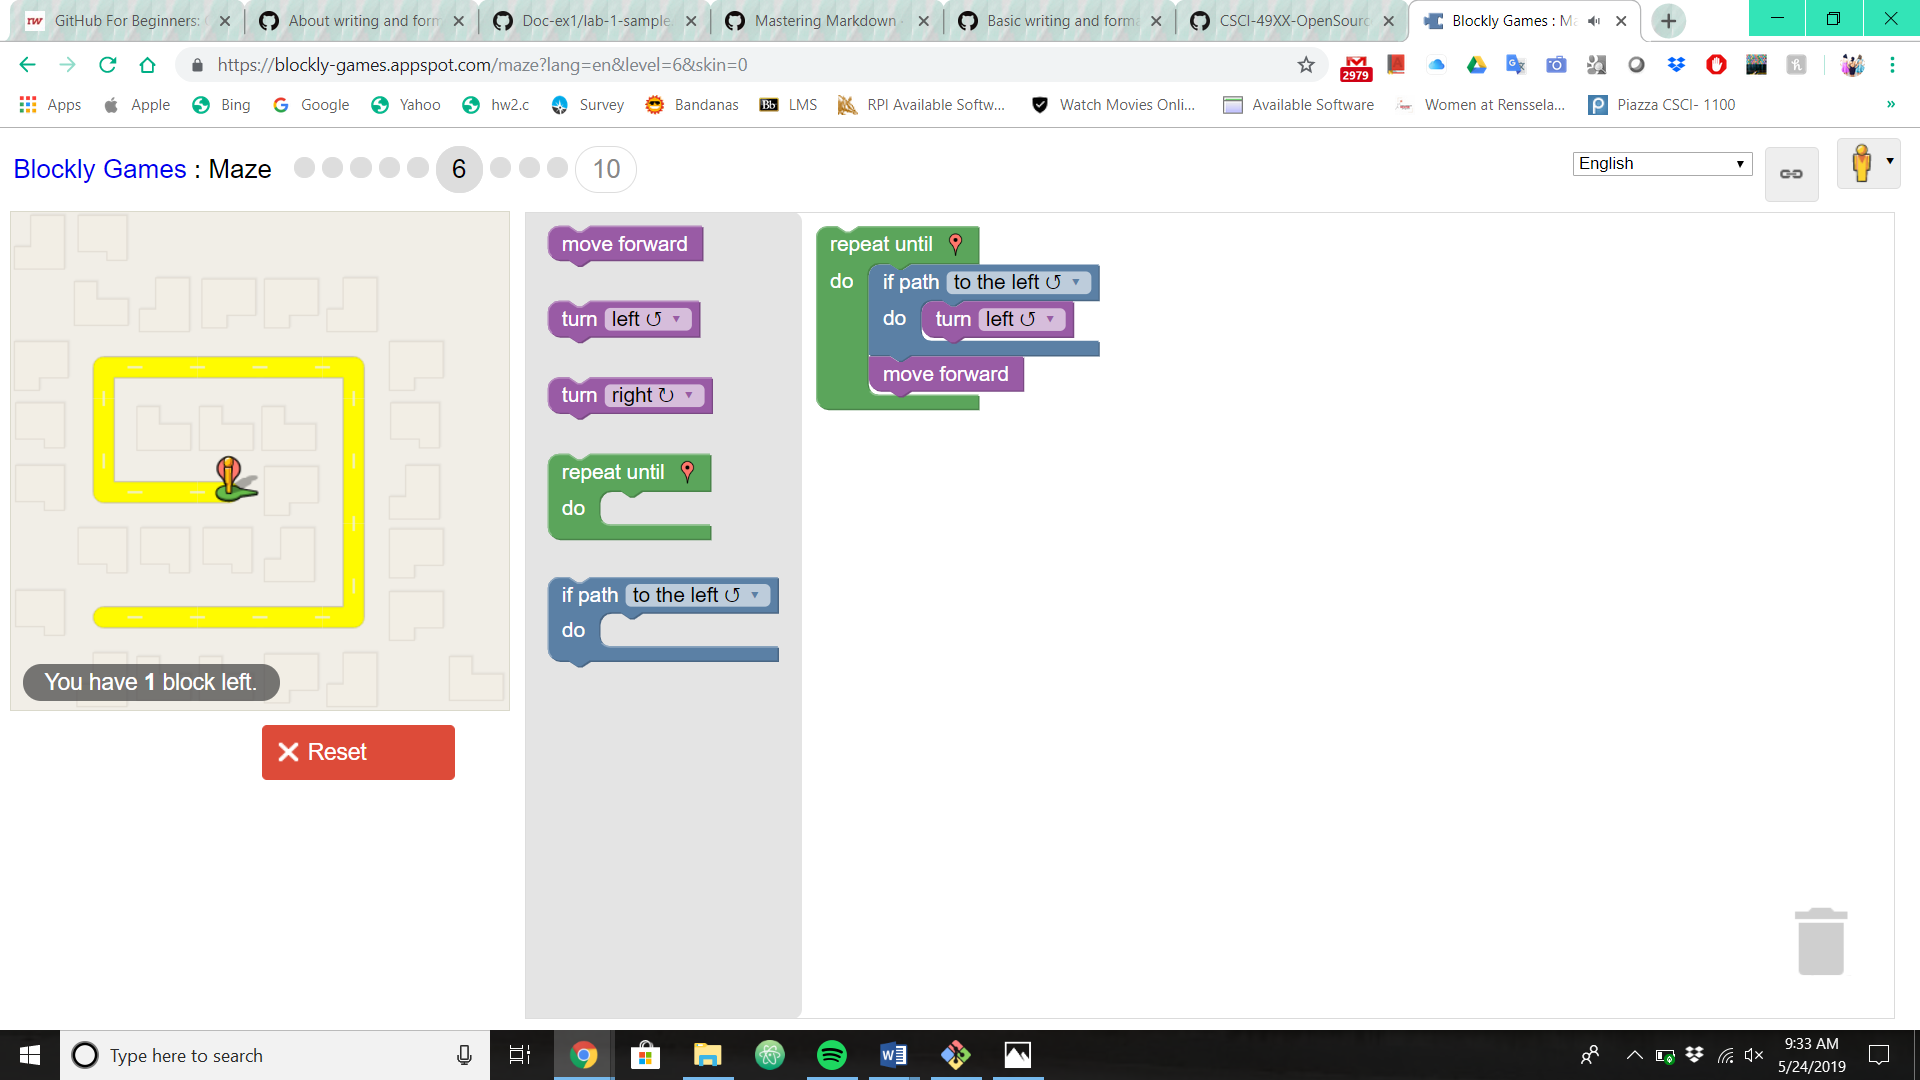 GitHub For Beginners:
About writing and form
Doc-ex1/lab-1-sample
Mastering Markdown
Basic writing and forma
CSCI-49XX-OpenSourc
Blockly Games : M
https://blockly-games.appspot.com/maze?lang=en&level=6&skin=0
2979
Apps
Apple
Bing
Google
Yahoo
hw2.c
Survey
Bandanas
Bb
LMS
RPI Available Softw...
Watch Movies Onli...
Available Software
Women at Renssela...
Piazza CSCI- 1100
»
Blockly Games : Maze
6
10
English
move forward
turn left ↺
turn right ↻
repeat until
do
if path to the left ↺
do
repeat until
do
if path to the left ↺
do
turn left ↺
move forward
You have 1 block left.
Reset
Type here to search
9:33 AM
5/24/2019